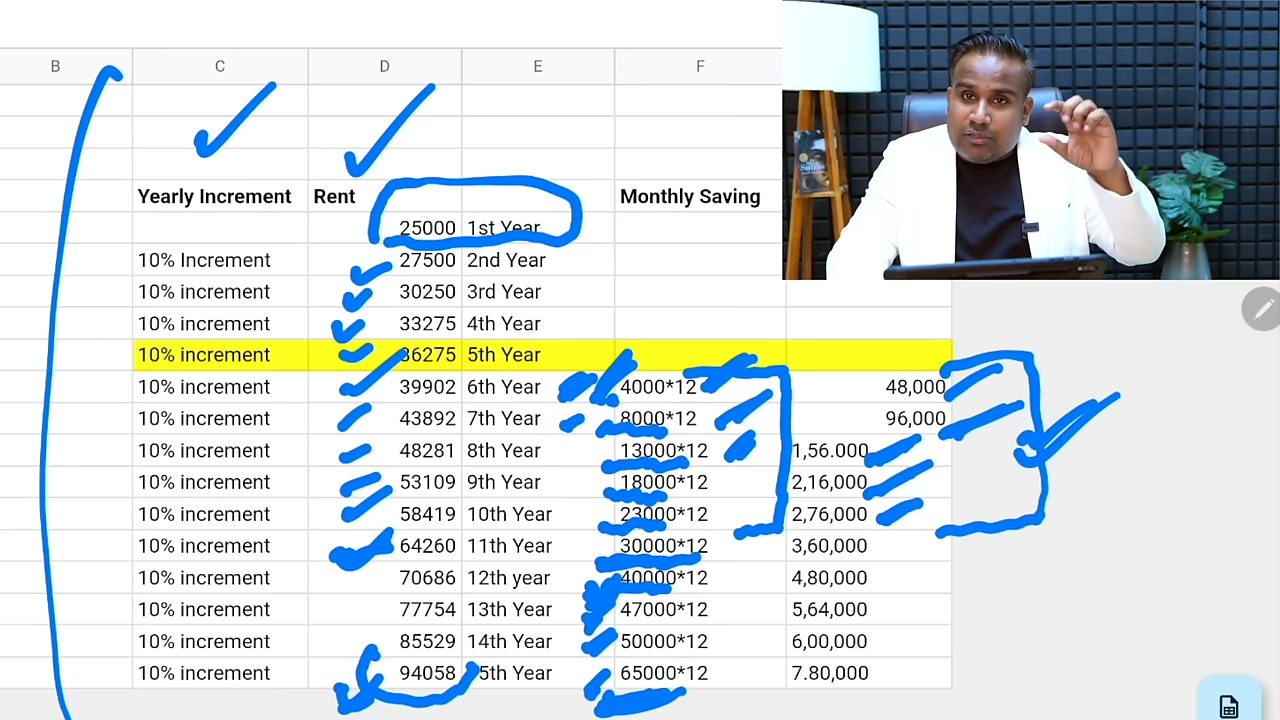 B C D E F
Yearly Increment Rent Monthly Saving
25000 1st Year
10% Increment 27500 2nd Year
10% increment 30250 3rd Year
10% increment 33275 4th Year
10% increment 36275 5th Year
10% increment 39902 6th Year 4000*12 48,000
10% increment 43892 7th Year 8000*12 96,000
10% increment 48281 8th Year 13000*12 1,56.000
10% increment 53109 9th Year 18000*12 2,16,000
10% increment 58419 10th Year 23000*12 2,76,000
10% increment 64260 11th Year 30000*12 3,60,000
10% increment 70686 12th year 40000*12 4,80,000
10% increment 77754 13th Year 47000*12 5,64,000
10% increment 85529 14th Year 50000*12 6,00,000
10% increment 94058 5th Year 65000*12 7.80,000